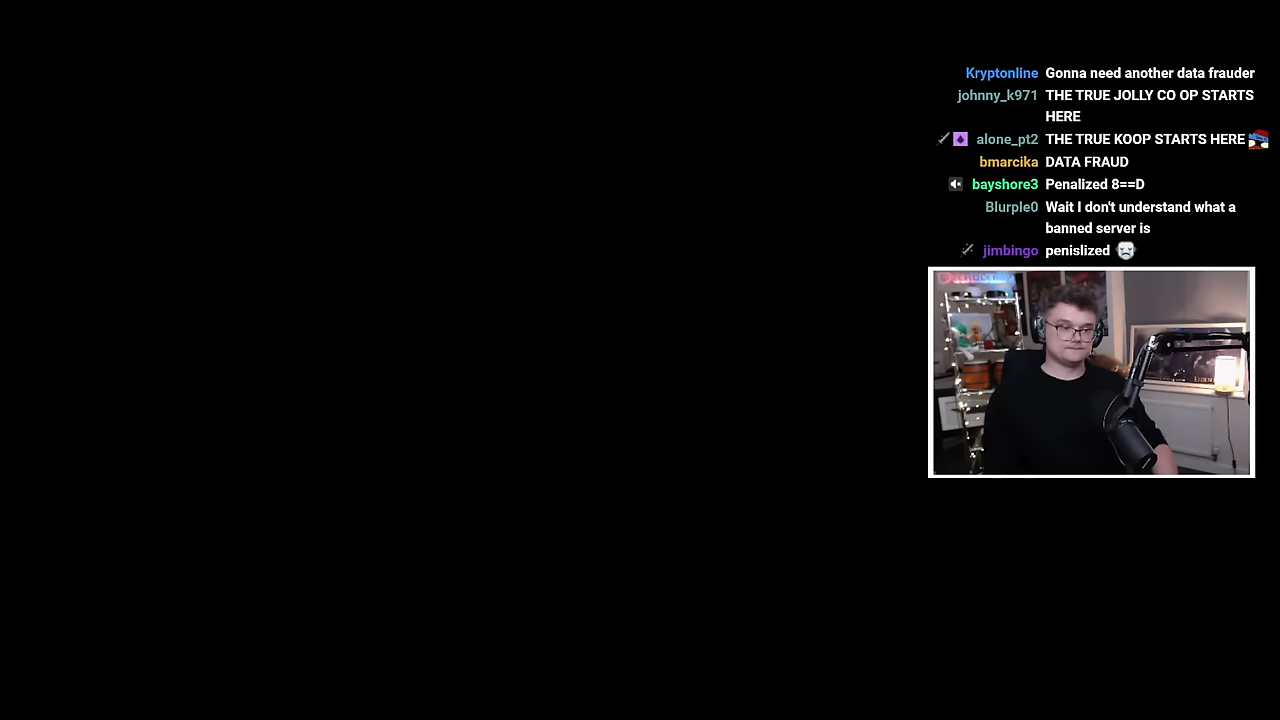 Kryptonline Gonna need another data frauder
johnny_k971 THE TRUE JOLLY CO OP STARTS
HERE
alone_pt2 THE TRUE KOOP STARTS HERE
bmarcika DATA FRAUD
bayshore3 Penalized 8==D
Blurple0 Wait I don't understand what a
banned server is
jimbingo penislized